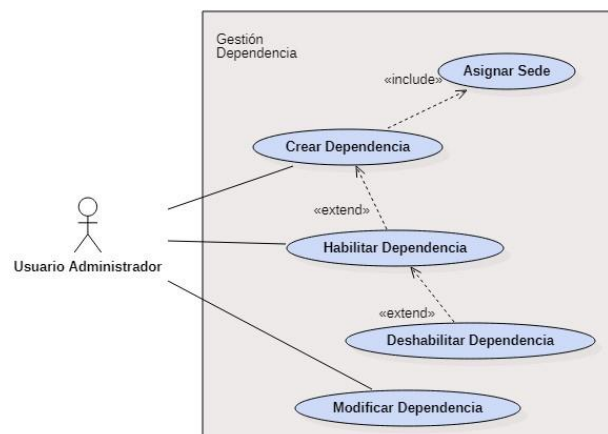 Gestión
Dependencia
Asignar Sede
«include»
Crear Dependencia
«extend»
Habilitar Dependencia
Usuario Administrador
«extend»
Deshabilitar Dependencia
Modificar Dependencia